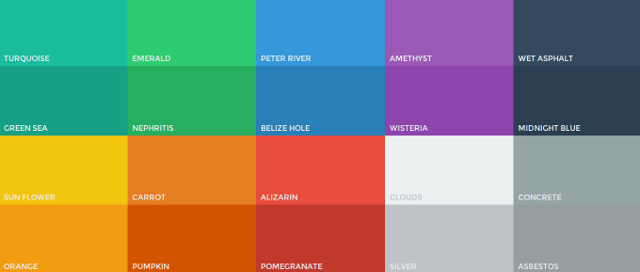 TURQUOISE
EMERALD
PETER RIVER
AMETHYST
WET ASPHALT
GREEN SEA
NEPHRITIS
BELIZE HOLE
WISTERIA
MIDNIGHT BLUE
SUN FLOWER
CARROT
ALIZARIN
CLOUDS
CONCRETE
ORANGE
PUMPKIN
POMEGRANATE
SILVER
ASBESTOS